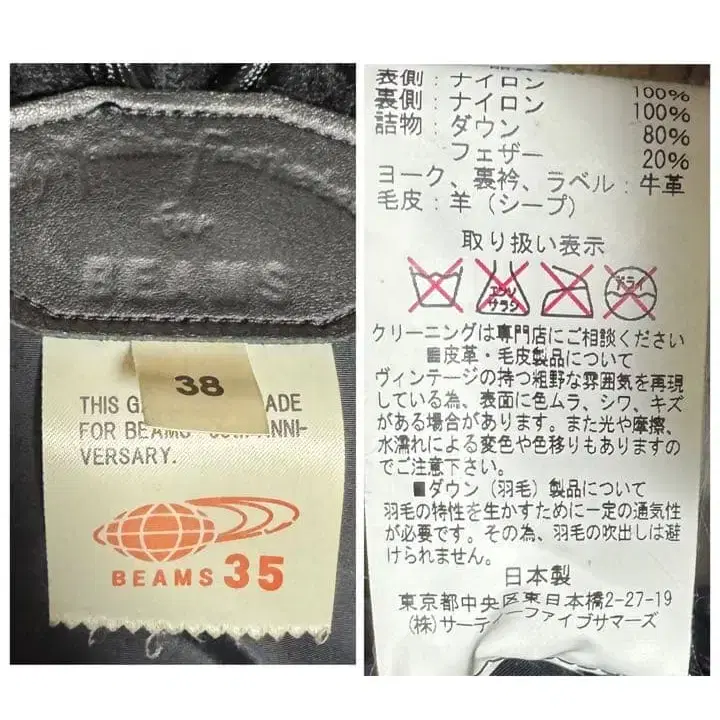 for
BEAMS
38
THIS G ADE
FOR BEAMS ANNI-
VERSARY.
BEAMS 35
表側：ナイロン 100%
裏側：ナイロン 100%
詰物：ダウン 80%
フェザー 20%
ヨーク、裏衿、ラベル：牛革
毛皮：羊（シープ）
取り扱い表示
エンソ
サラシ
ドライ
クリーニングは専門店にご相談ください
■皮革・毛皮製品について
ヴィンテージの持つ粗野な雰囲気を再現
している為、表面に色ムラ、シワ、キズ
がある場合があります。また光や摩擦、
水濡れによる変色や色移りもありますの
でご注意下さい。
■ダウン（羽毛）製品について
羽毛の特性を生かすために一定の通気性
が必要です。その為、羽毛の吹出しは避
けられません。
日本製
東京都中央区東日本橋2-27-19
(株)サーティーファイブサマーズ